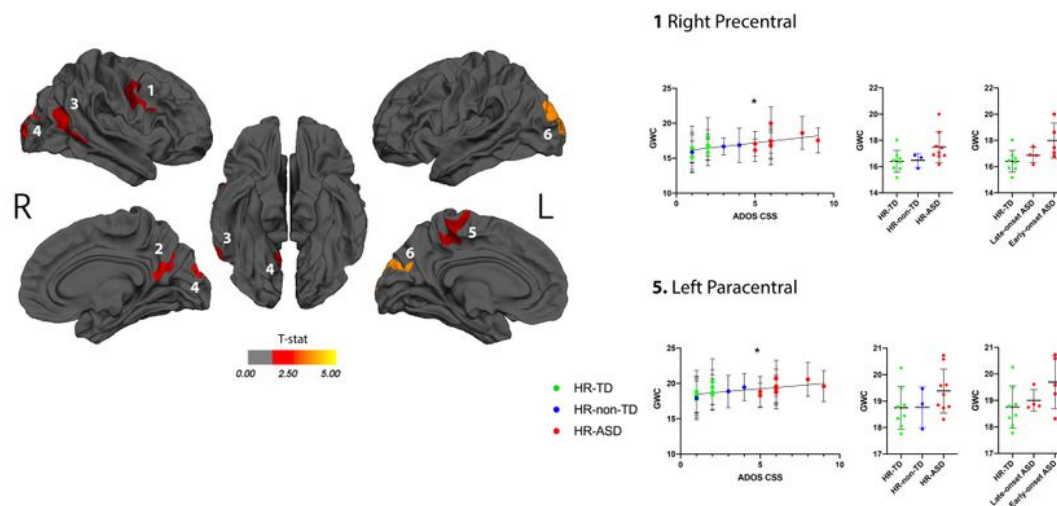 R
L
1
3
4
2
4
3
4
6
5
6
T-stat
0.00 2.50 5.00
HR-TD
HR-non-TD
HR-ASD
1 Right Precentral
GWC
25
20
15
10
*
0 5 10
ADOS CSS
22
20
18
16
14
HR-TD
HR-non-TD
HR-ASD
22
20
18
16
14
HR-TD
Late-onset ASD
Early-onset ASD
5. Left Paracentral
GWC
25
20
15
10
*
0 5 10
ADOS CSS
21
20
19
18
17
HR-TD
HR-non-TD
HR-ASD
21
20
19
18
17
HR-TD
Late-onset ASD
Early-onset ASD